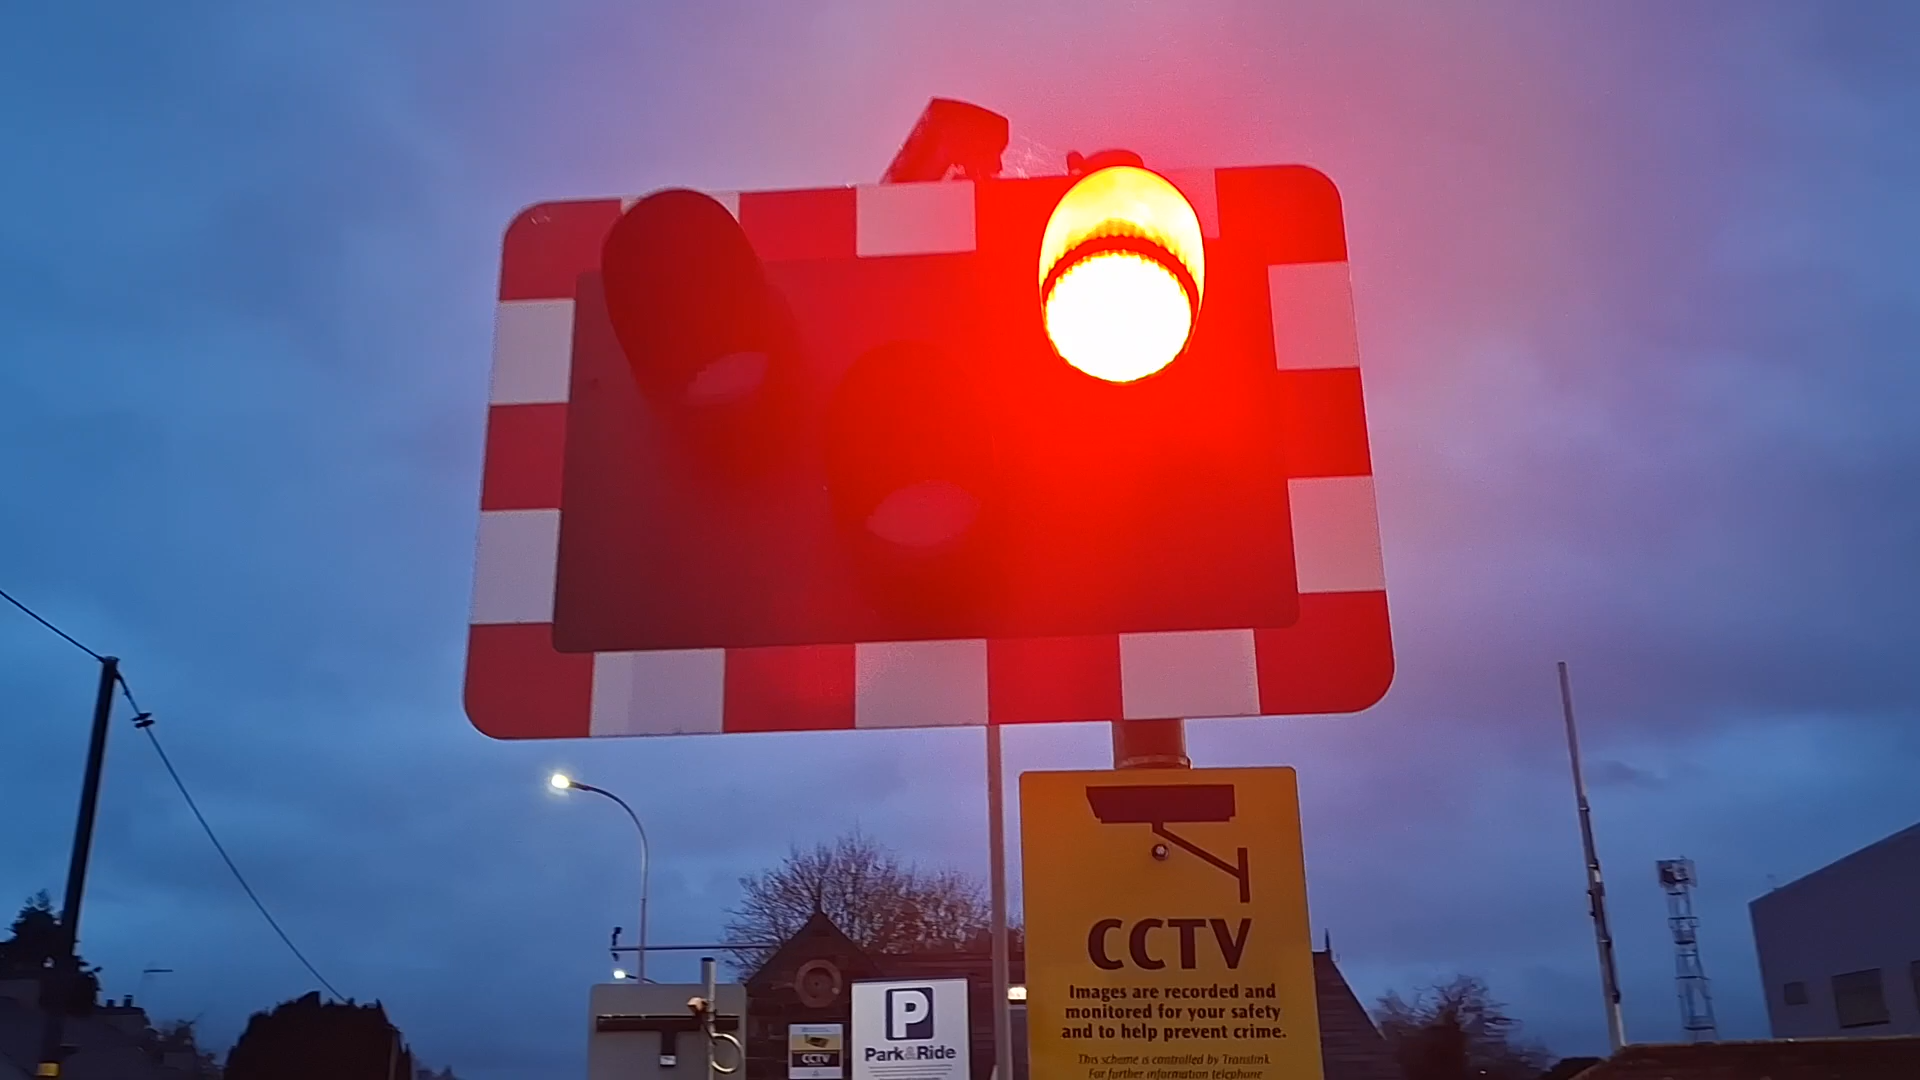 CCTV
Images are recorded and
monitored for your safety
and to help prevent crime.
This scheme is controlled by Translink
For further information telephone
P
Park&Ride
CCTV